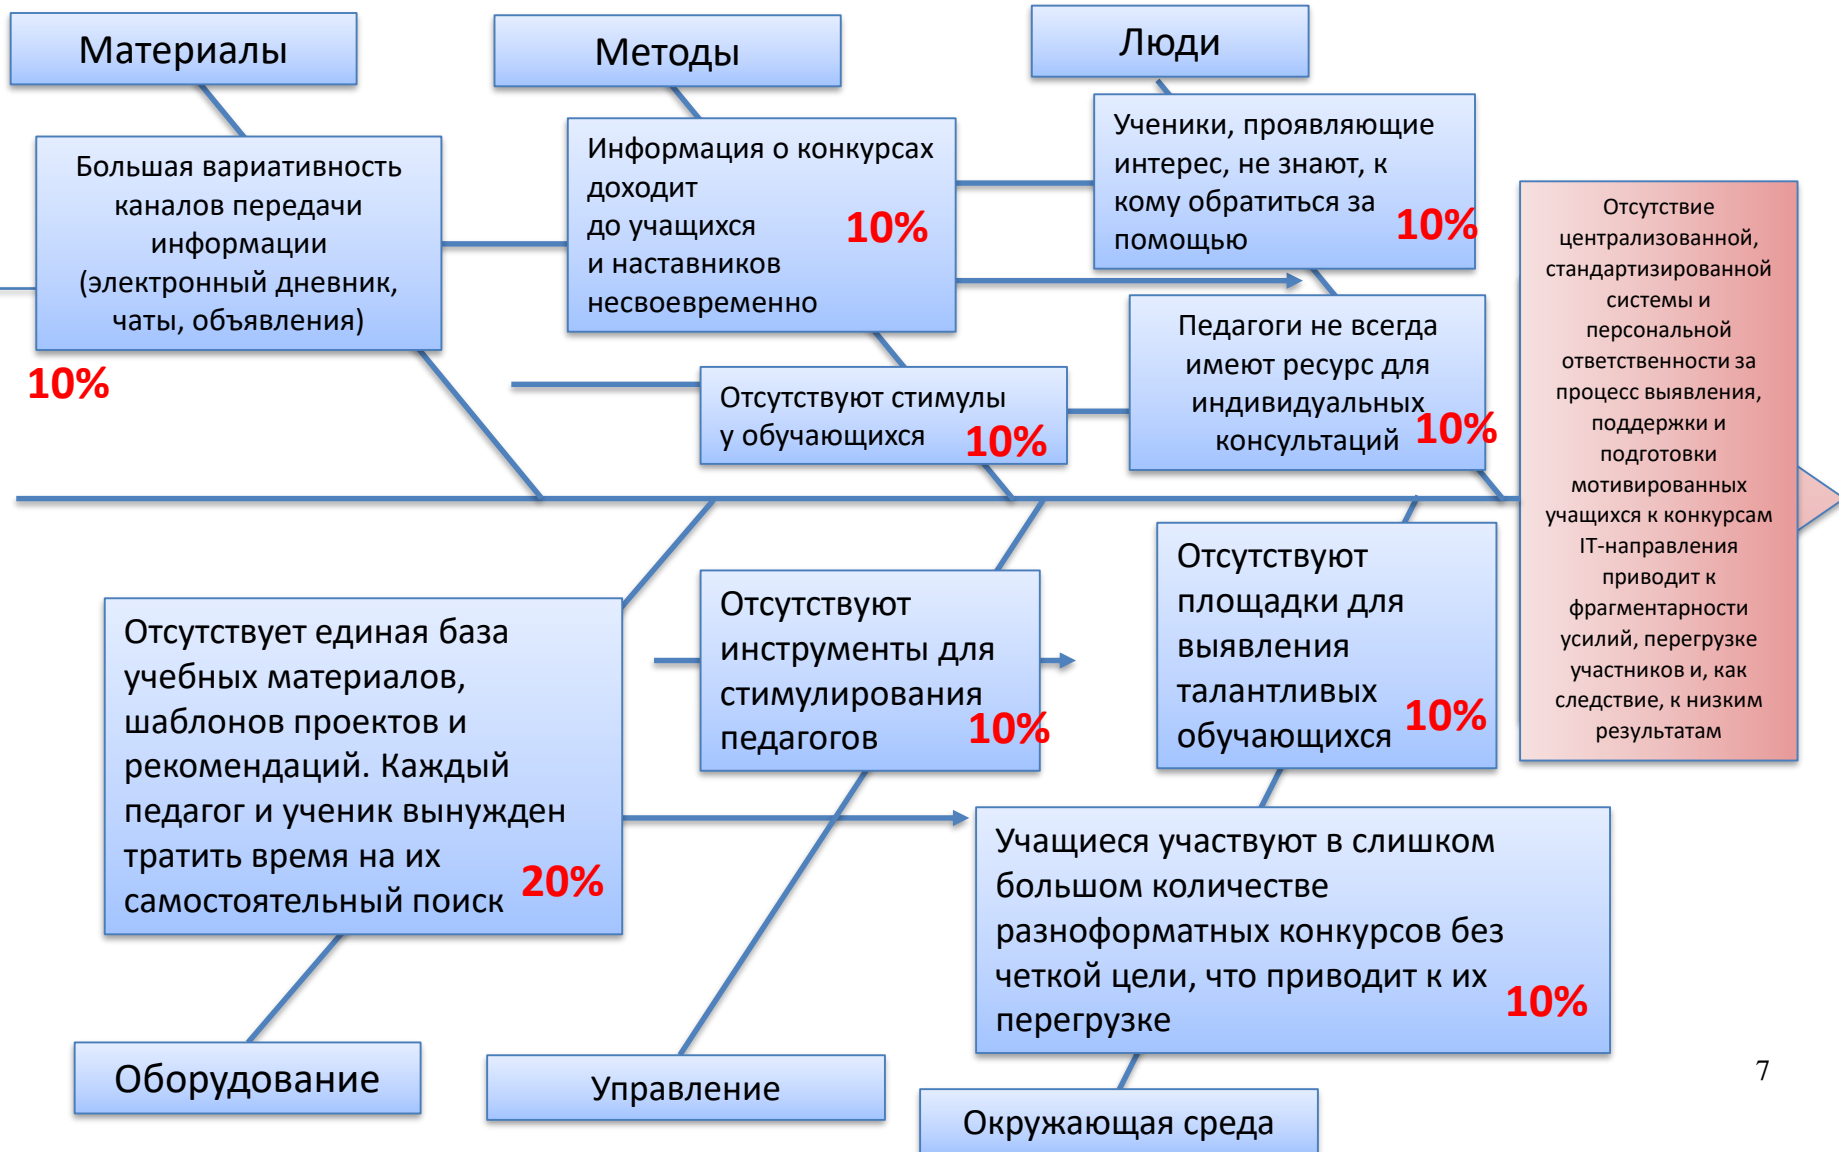 Материалы
Методы
Люди
Большая вариативность
каналов передачи
информации
(электронный дневник,
чаты, объявления)
10%
Информация о конкурсах
доходит
до учащихся
и наставников
несвоевременно
10%
Ученики, проявляющие
интерес, не знают, к
кому обратиться за
помощью
10%
Отсутствуют стимулы
у обучающихся
10%
Педагоги не всегда
имеют ресурс для
индивидуальных
консультаций
10%
Отсутствие
централизованной,
стандартизированной
системы и
персональной
ответственности за
процесс выявления,
поддержки и
подготовки
мотивированных
учащихся к конкурсам
IT-направления
приводит к
фрагментарности
усилий, перегрузке
участников и, как
следствие, к низким
результатам
Отсутствует единая база
учебных материалов,
шаблонов проектов и
рекомендаций. Каждый
педагог и ученик вынужден
тратить время на их
самостоятельный поиск
20%
Отсутствуют
инструменты для
стимулирования
педагогов
10%
Отсутствуют
площадки для
выявления
талантливых
обучающихся
10%
Учащиеся участвуют в слишком
большом количестве
разноформатных конкурсов без
четкой цели, что приводит к их
перегрузке
10%
Оборудование
Управление
Окружающая среда
7